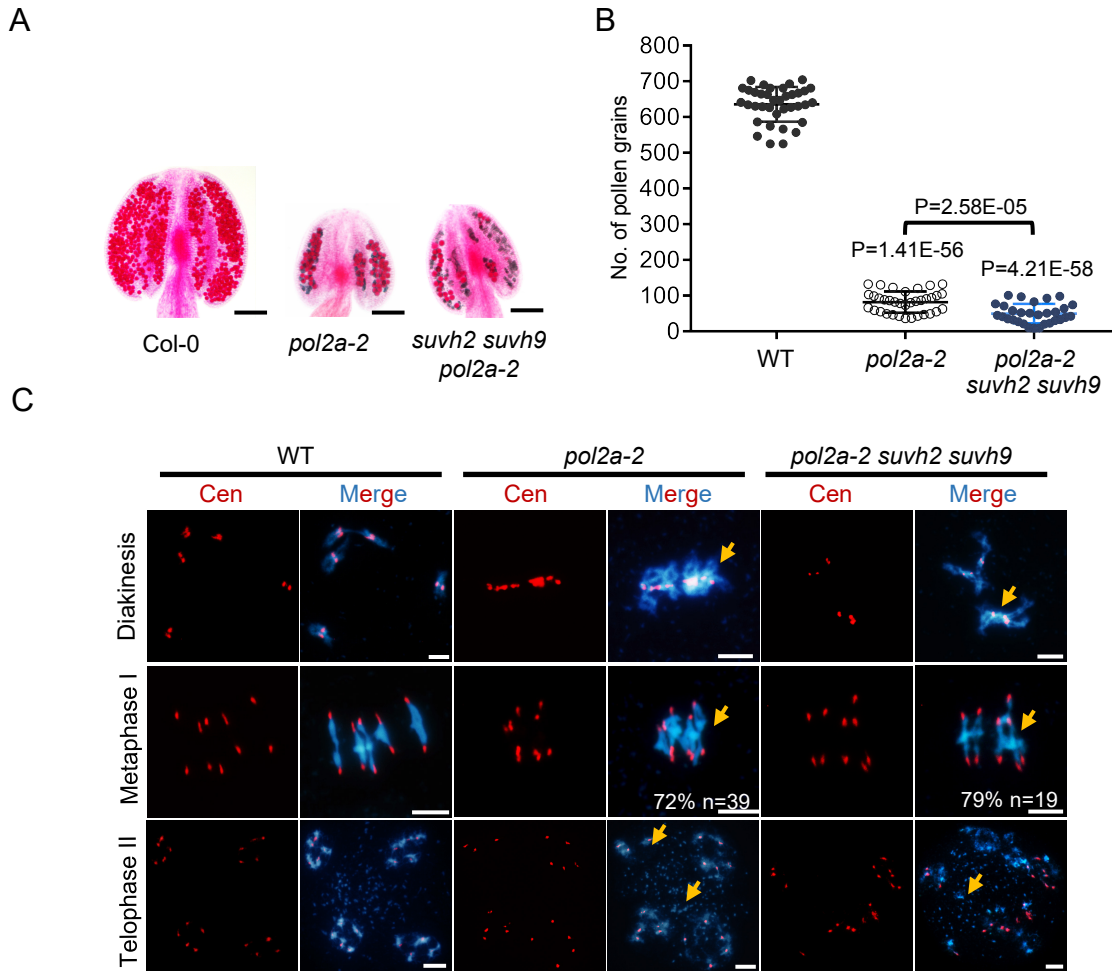 A
Col-0
pol2a-2
suvh2 suvh9
pol2a-2
B
No. of pollen grains
800
700
600
500
400
300
200
100
0
P=2.58E-05
P=1.41E-56
P=4.21E-58
WT
pol2a-2
pol2a-2
suvh2 suvh9
C
WT
pol2a-2
pol2a-2 suvh2 suvh9
Cen
Merge
Cen
Merge
Cen
Merge
Diakinesis
Metaphase I
72% n=39
79% n=19
Telophase II